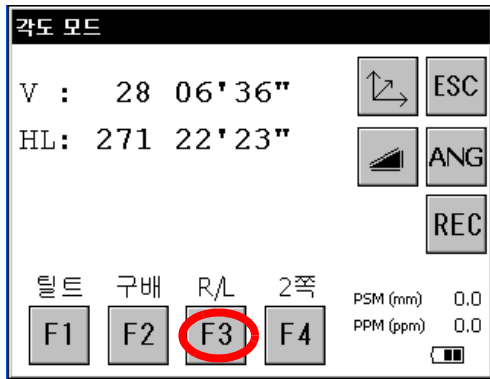 각도 모드
V : 28 06'36"
ESC
HL: 271 22'23"
ANG
REC
틸트 구배 R/L 2쪽
F1 F2 F3 F4
PSM (mm) 0.0
PPM (ppm) 0.0